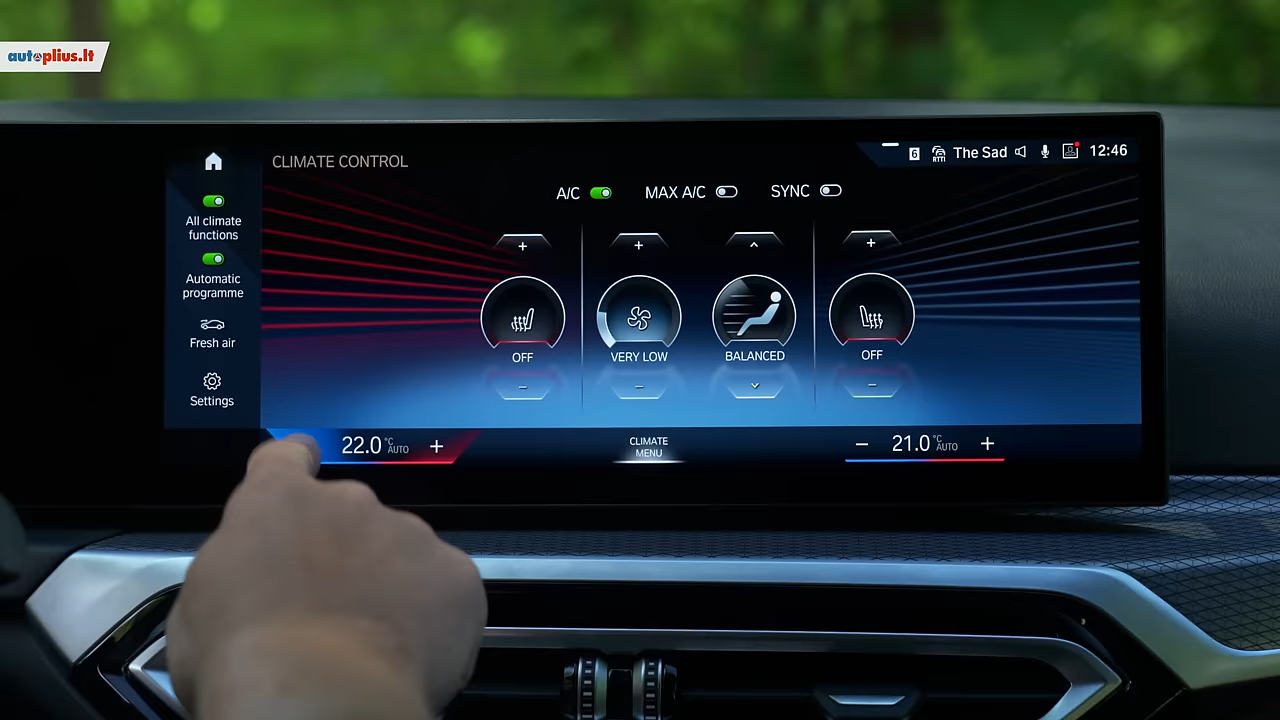 autoplius.lt
CLIMATE CONTROL
6
RTTI
The Sad
12:46
A/C
MAX A/C
SYNC
All climate
functions
Automatic
programme
Fresh air
Settings
OFF
VERY LOW
BALANCED
OFF
22.0 °C AUTO
CLIMATE
MENU
21.0 °C AUTO